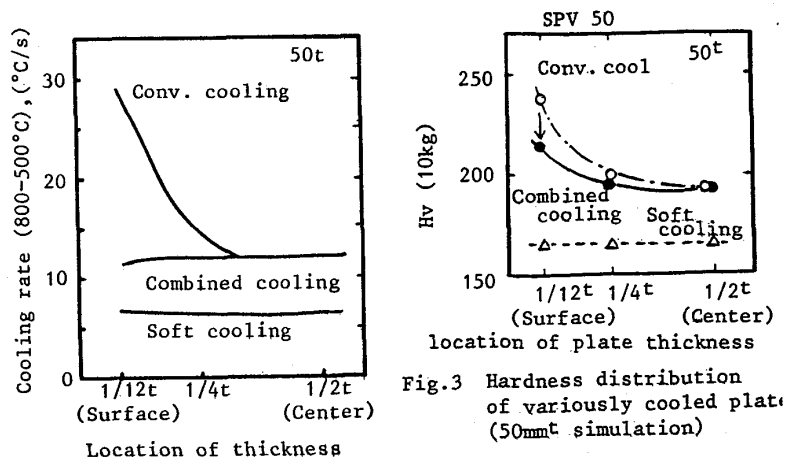 Cooling rate (800-500°C),(°C/s)
30
20
10
0
50t
Conv. cooling
Combined cooling
Soft cooling
1/12t 1/4t 1/2t
(Surface) (Center)
Location of thickness
SPV 50
Hv (10kg)
250
200
150
50t
Conv. cool
Combined
cooling
Soft
cooling
1/12t 1/4t 1/2t
(Surface) (Center)
location of plate thickness
Fig.3 Hardness distribution
of variously cooled plate
(50mmt simulation)